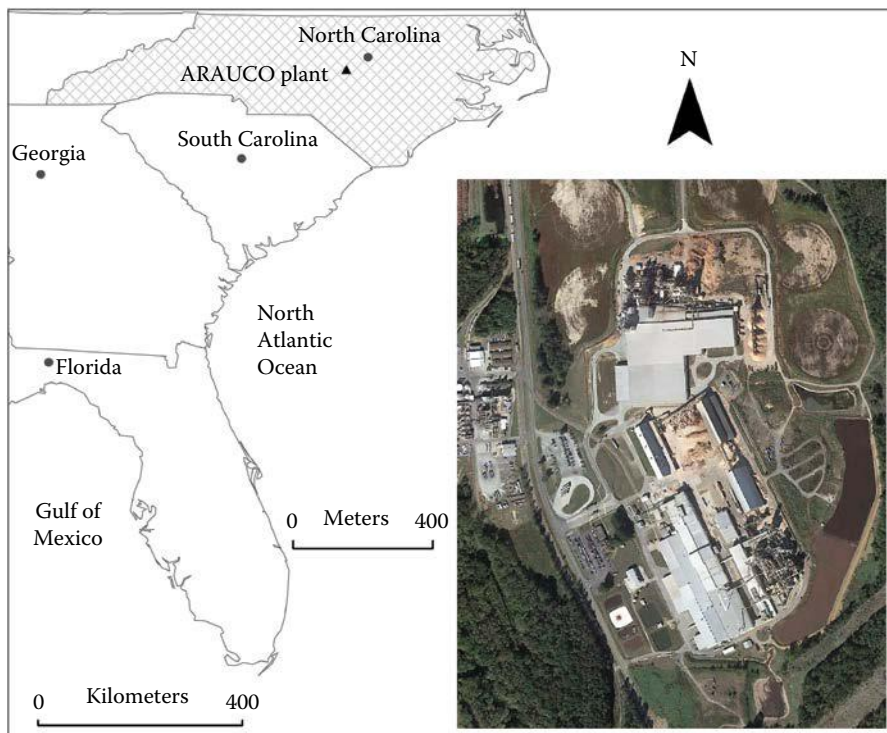 North Carolina
ARAUCO plant
N
South Carolina
Georgia
North
Atlantic
Ocean
Florida
Gulf of
Mexico
0 Meters 400
Kilometers
0 400